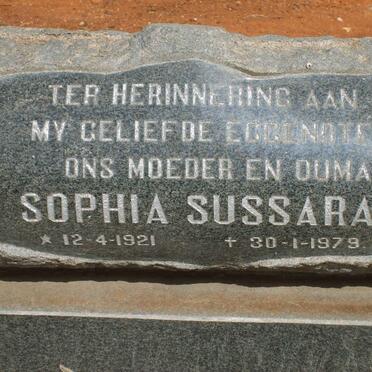 TER HERINNERING AAN
MY GELIEFDE EGGENOTE
ONS MOEDER EN OUMA
SOPHIA SUSSARA
* 12-4-1921 + 30-1-1979